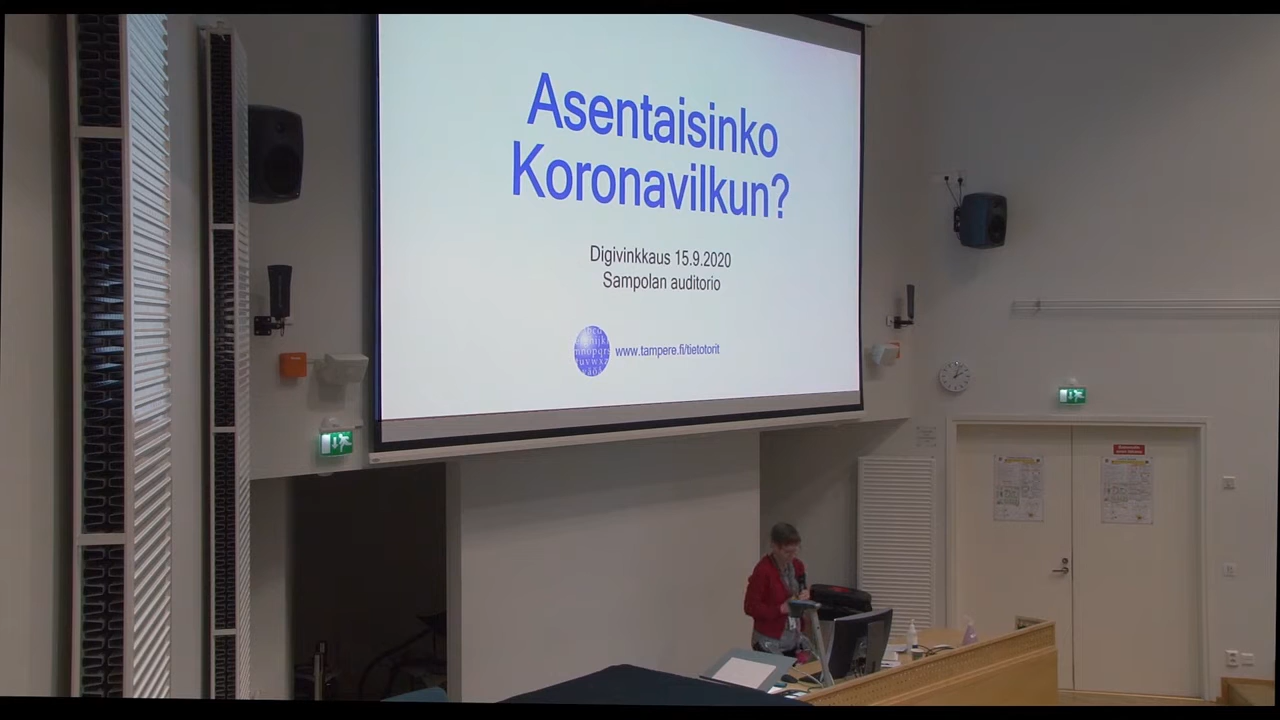 Asentaisinko
Koronavilkun?
Digivinkkaus 15.9.2020
Sampolan auditorio
www.tampere.fi/tietotorit